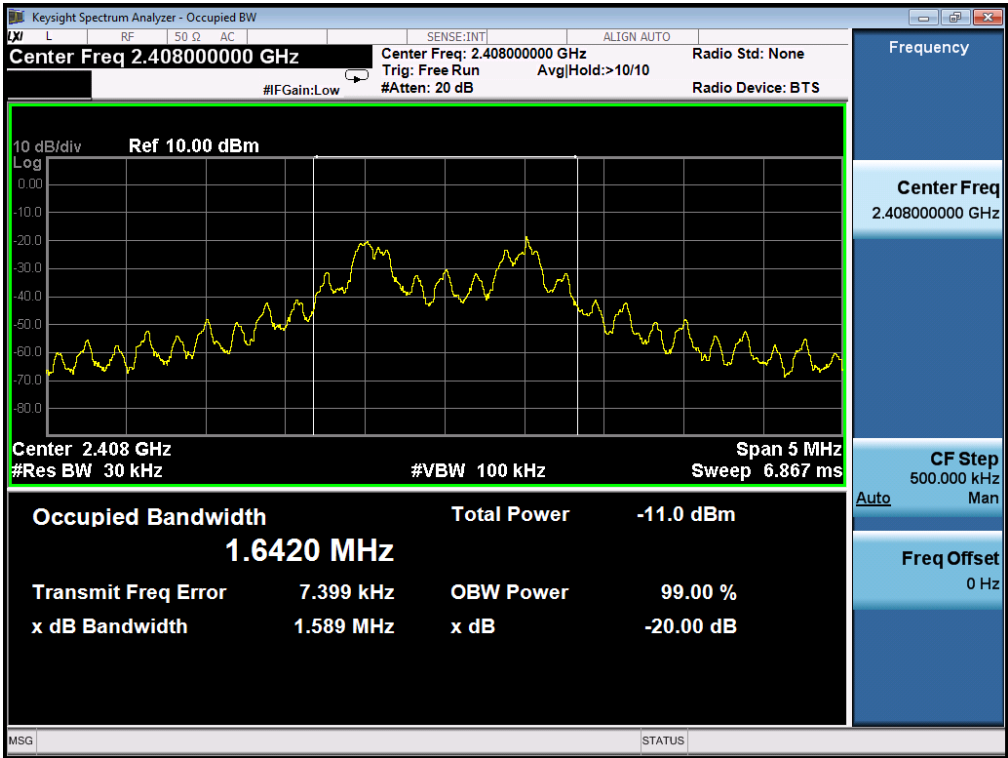 Keysight Spectrum Analyzer - Occupied BW
LXI L RF 50 Ω AC SENSE:INT ALIGN AUTO
Center Freq 2.408000000 GHz
Center Freq: 2.408000000 GHz Radio Std: None
Trig: Free Run Avg|Hold:>10/10
#IFGain:Low #Atten: 20 dB Radio Device: BTS
Frequency
10 dB/div Ref 10.00 dBm
Log
0.00
-10.0
-20.0
-30.0
-40.0
-50.0
-60.0
-70.0
-80.0
Center Freq
2.408000000 GHz
Center 2.408 GHz Span 5 MHz
#Res BW 30 kHz #VBW 100 kHz Sweep 6.867 ms
CF Step
500.000 kHz
Auto Man
Occupied Bandwidth Total Power -11.0 dBm
1.6420 MHz
Transmit Freq Error 7.399 kHz OBW Power 99.00 %
x dB Bandwidth 1.589 MHz x dB -20.00 dB
Freq Offset
0 Hz
MSG STATUS